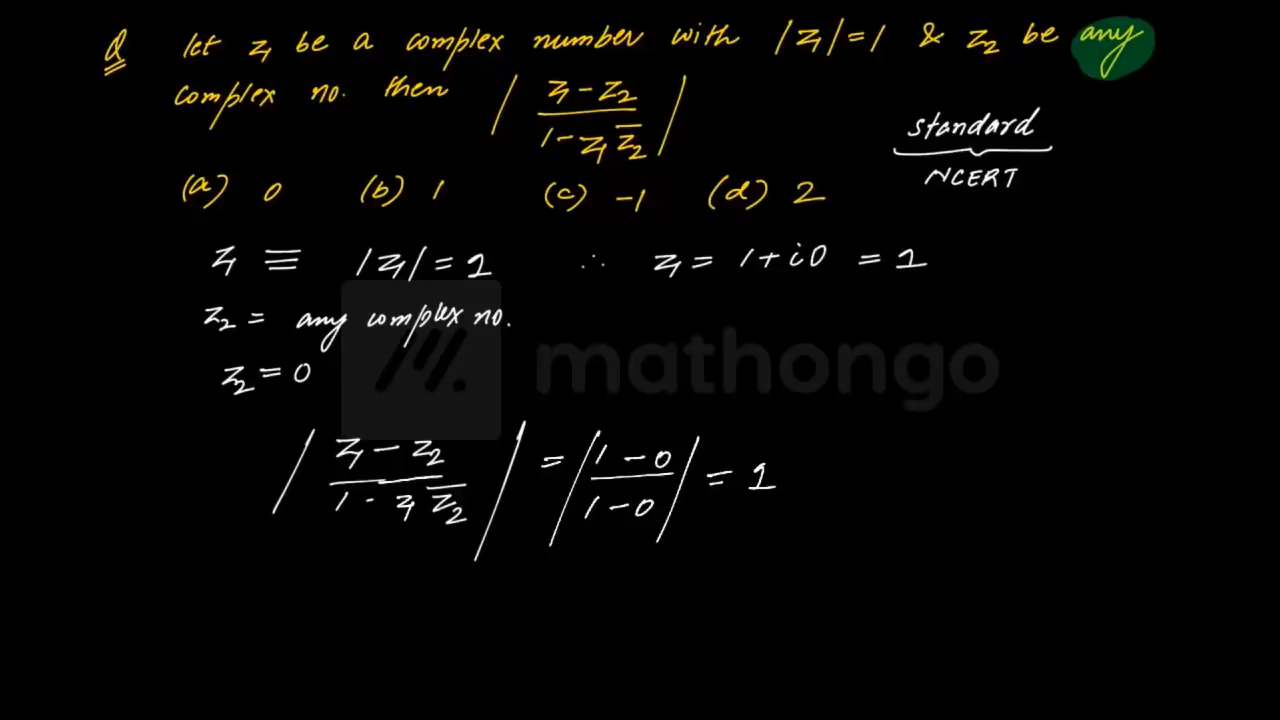 Q let z₁ be a complex number with |z₁| = 1 & z₂ be any
complex no. then | (z₁ - z₂) / (1 - z₁ z̅₂) |
standard
NCERT
(a) 0 (b) 1 (c) -1 (d) 2
z₁ ≡ |z₁| = 1 ∴ z₁ = 1 + i0 = 1
z₂ = any complex no.
z₂ = 0
mathongo
| (z₁ - z₂) / (1 - z₁ z̅₂) | = | (1 - 0) / (1 - 0) | = 1